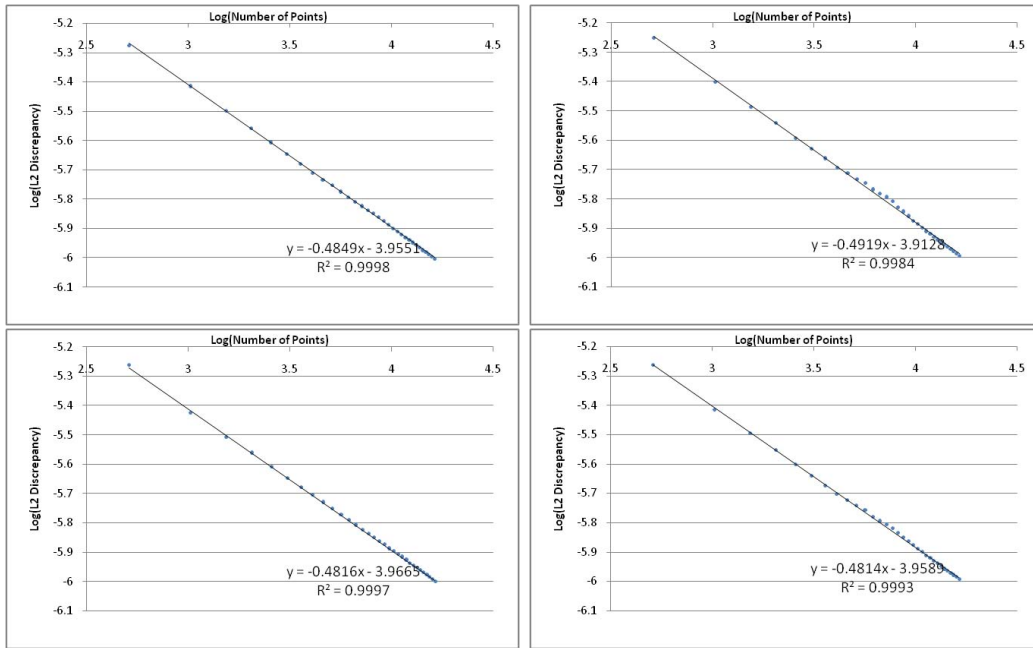 Log(Number of Points)
2.5 3 3.5 4 4.5
-5.2
-5.3
-5.4
-5.5
-5.6
-5.7
-5.8
-5.9
-6
-6.1
Log(L2 Discrepancy)
y = -0.4849x - 3.9551
R² = 0.9998
Log(Number of Points)
2.5 3 3.5 4 4.5
-5.2
-5.3
-5.4
-5.5
-5.6
-5.7
-5.8
-5.9
-6
-6.1
Log(L2 Discrepancy)
y = -0.4919x - 3.9128
R² = 0.9984
Log(Number of Points)
2.5 3 3.5 4 4.5
-5.2
-5.3
-5.4
-5.5
-5.6
-5.7
-5.8
-5.9
-6
-6.1
Log(L2 Discrepancy)
y = -0.4816x - 3.9665
R² = 0.9997
Log(Number of Points)
2.5 3 3.5 4 4.5
-5.2
-5.3
-5.4
-5.5
-5.6
-5.7
-5.8
-5.9
-6
-6.1
Log(L2 Discrepancy)
y = -0.4814x - 3.9589
R² = 0.9993